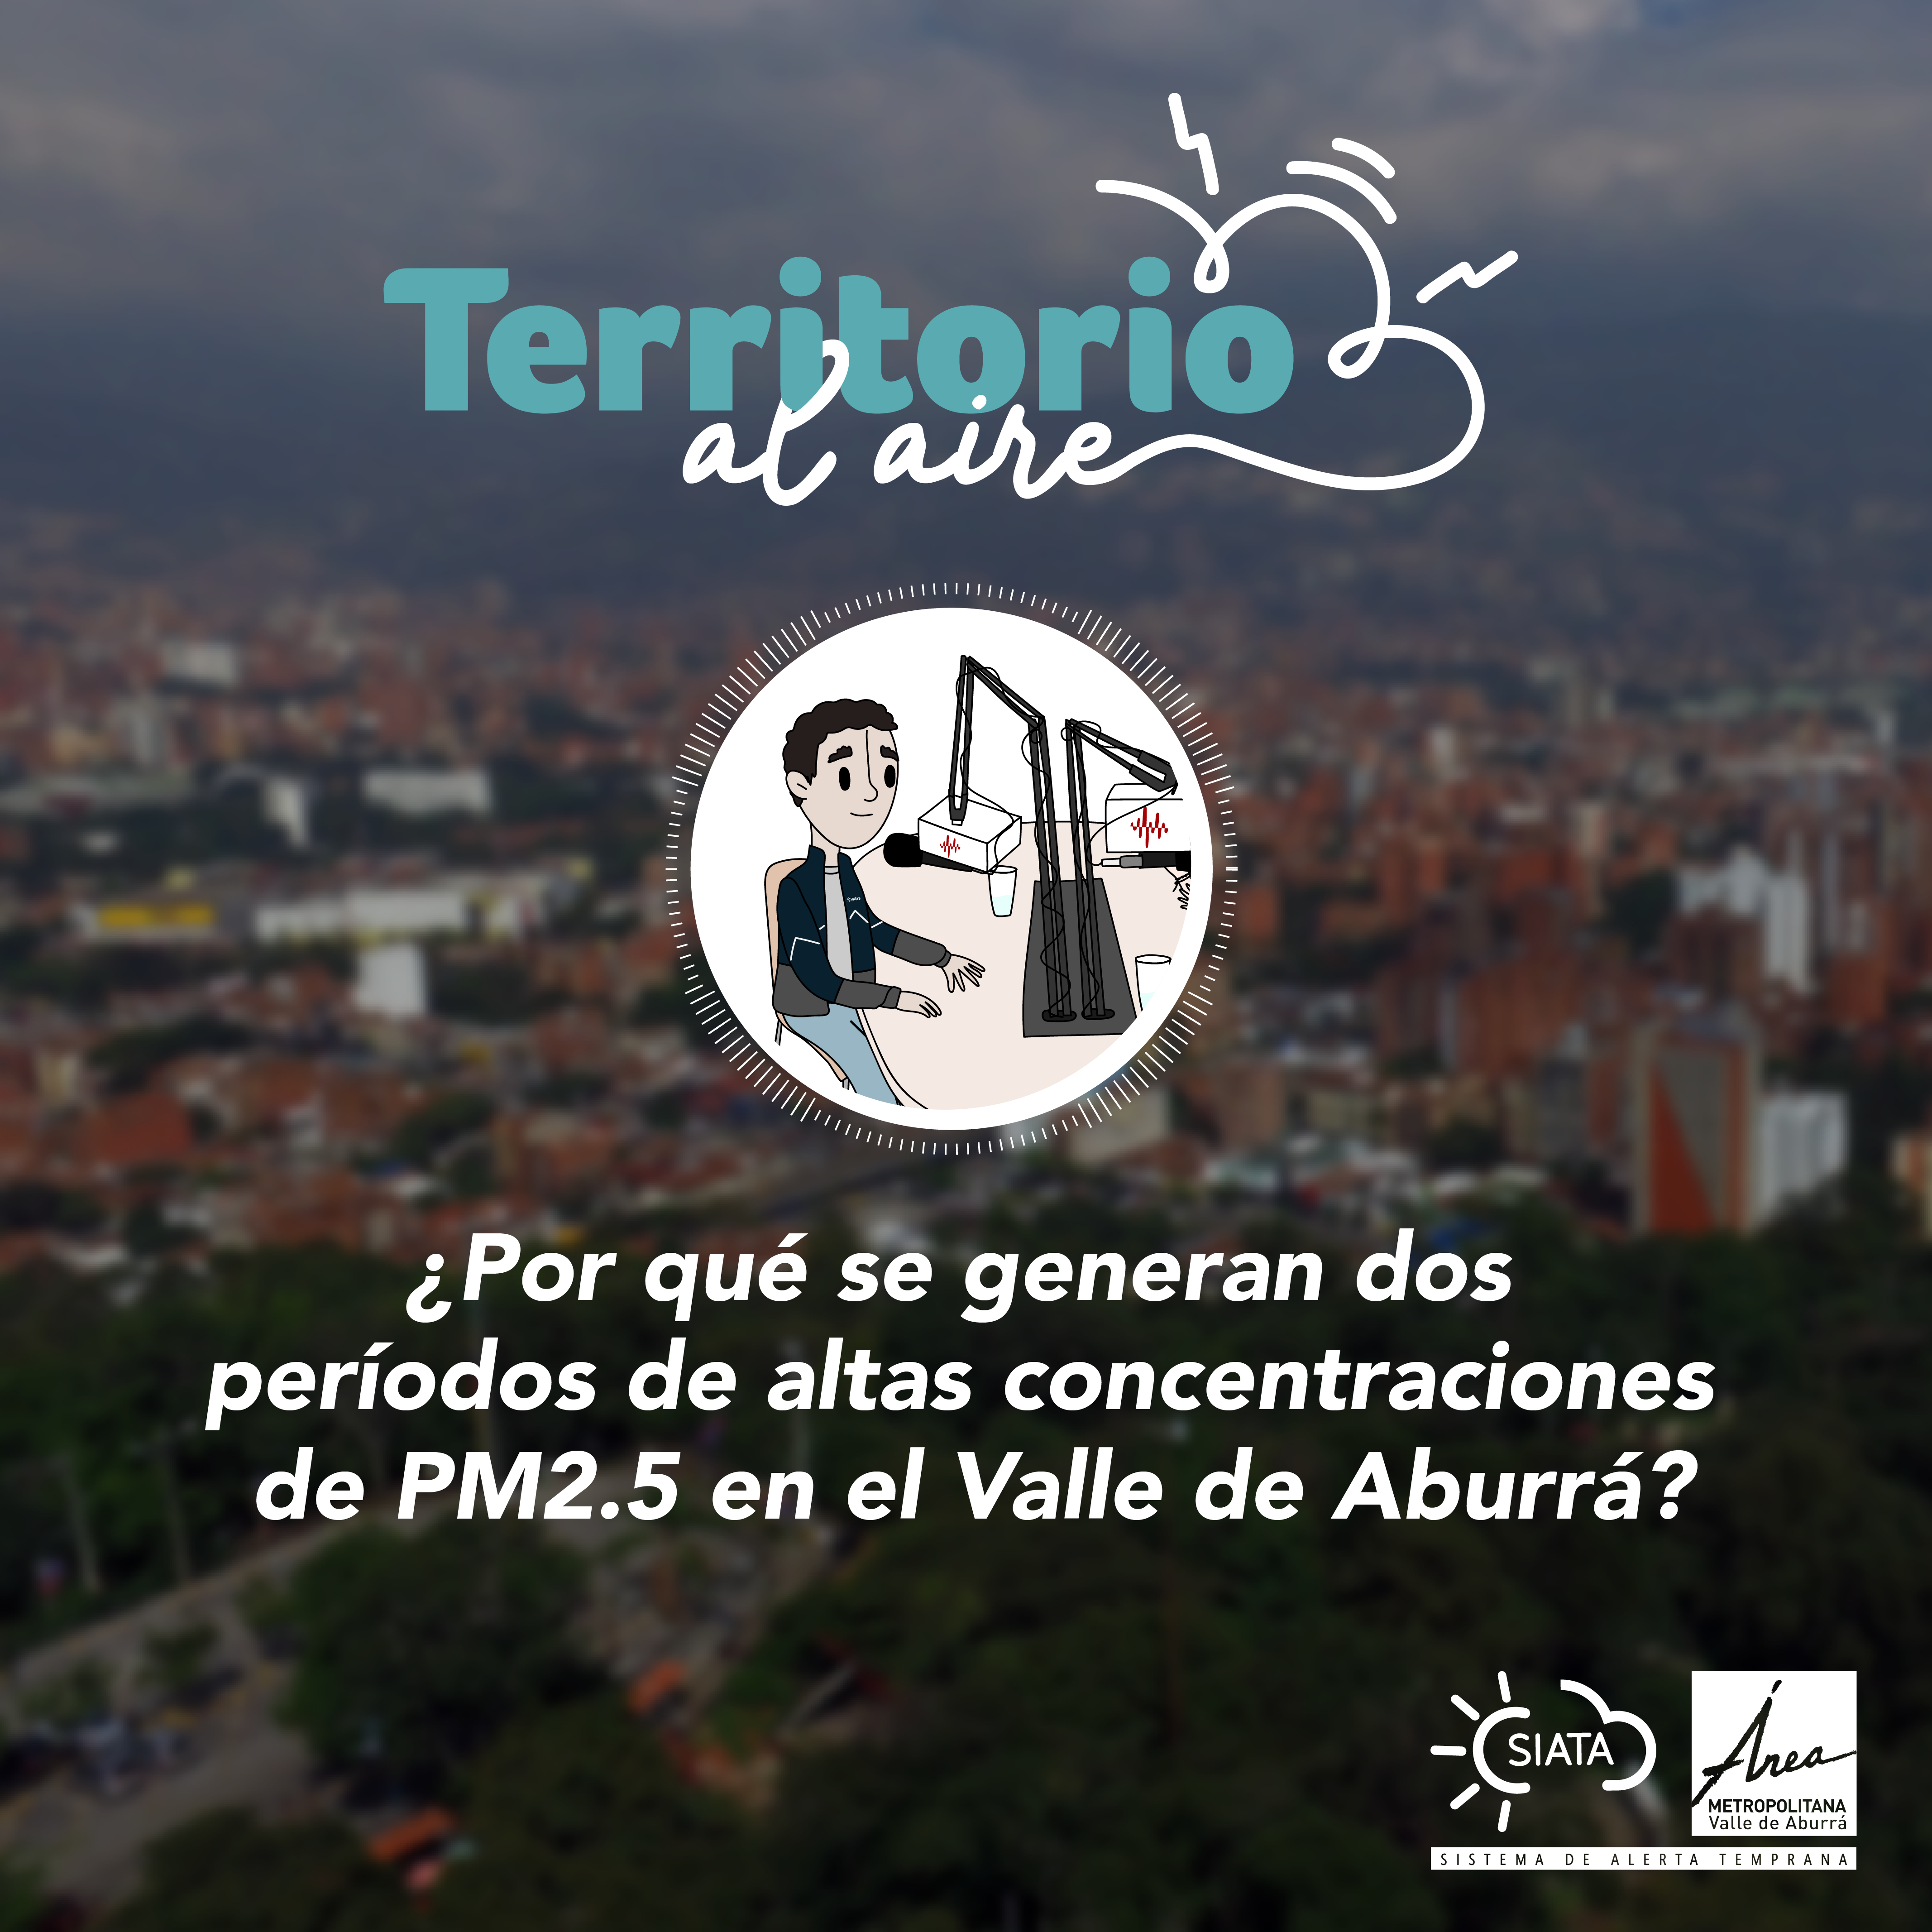 Territorio
al aire
¿Por qué se generan dos
períodos de altas concentraciones
de PM2.5 en el Valle de Aburrá?
SIATA
Área
METROPOLITANA
Valle de Aburrá
SISTEMA DE ALERTA TEMPRANA